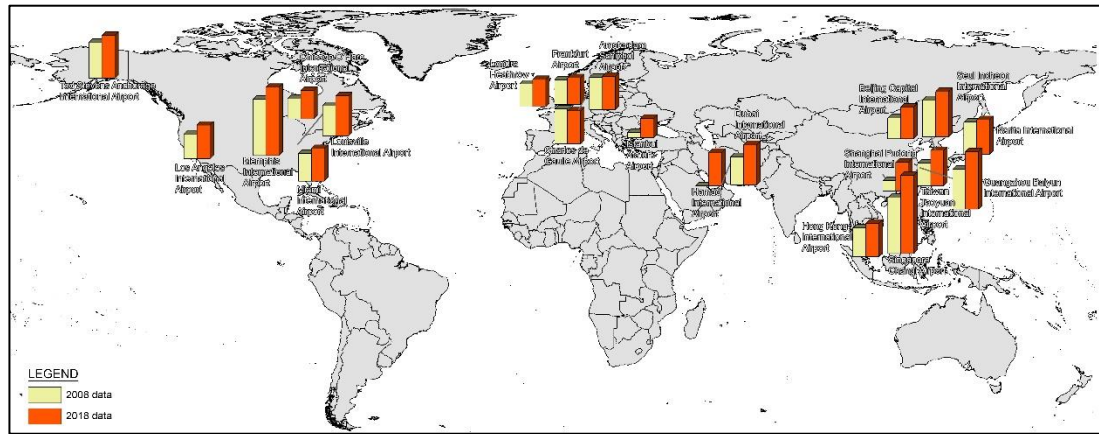 Ted Stevens Anchorage
International Airport
International
Airport
Los Angeles
International
Airport
Memphis
International
Airport
Louisville
International Airport
Miami
International
Airport
London
Heathrow
Airport
Frankfurt
Airport
Amsterdam
Schiphol
Airport
Charles de
Gaulle Airport
Istanbul
Airport
Dubai
International
Airport
Hamad
International
Airport
Beijing Capital
International
Airport
Seul Incheon
International
Airport
Narita International
Airport
Shanghai Pudong
International
Airport
Taiwan
Taoyuan
International
Airport
Guangzhou Baiyun
International Airport
Hong Kong
International
Airport
Singapore
Changi Airport
LEGEND
2008 data
2018 data